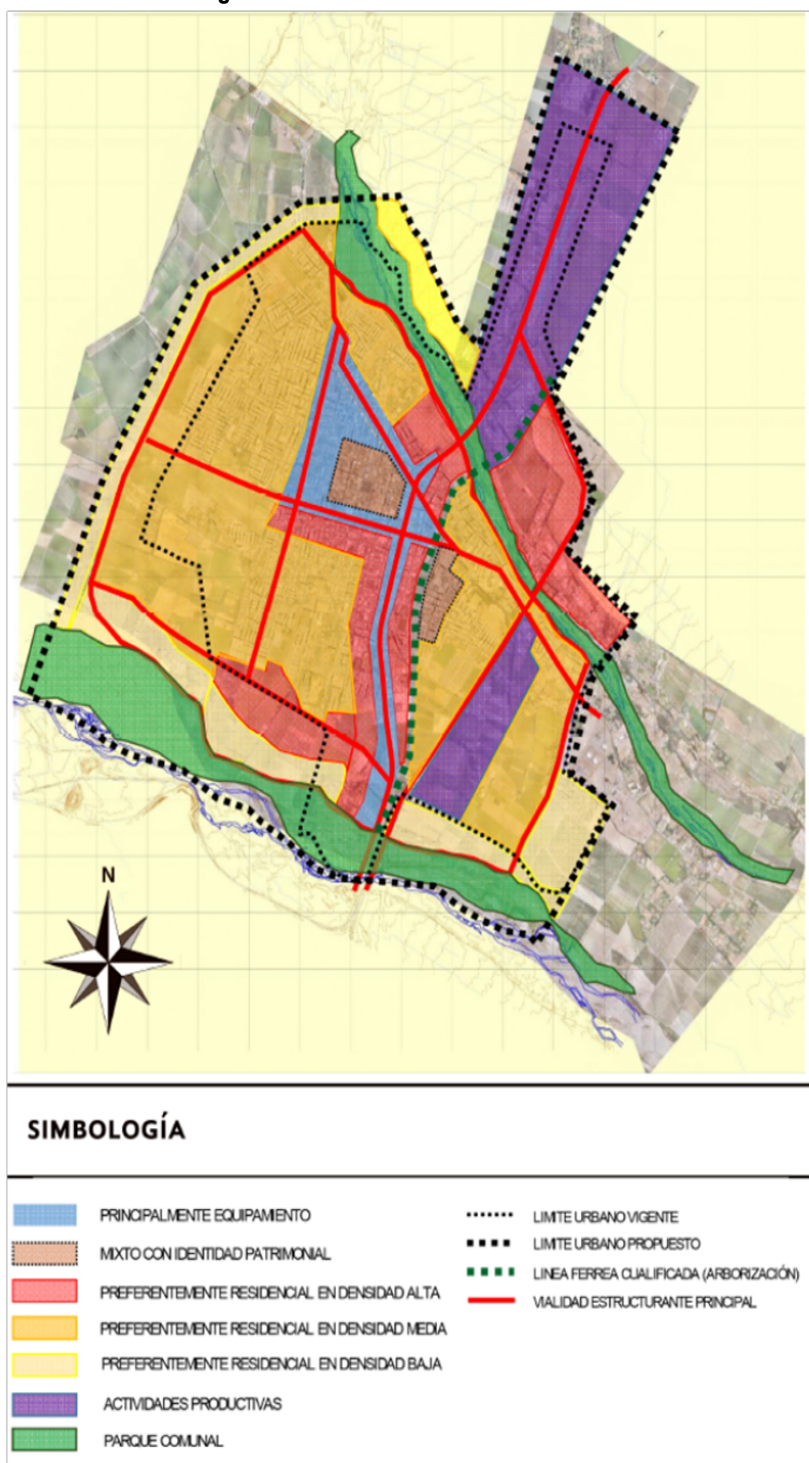 N
SIMBOLOGÍA
PRINCIPALMENTE EQUIPAMIENTO
MIXTO CON IDENTIDAD PATRIMONIAL
PREFERENTEMENTE RESIDENCIAL EN DENSIDAD ALTA
PREFERENTEMENTE RESIDENCIAL EN DENSIDAD MEDIA
PREFERENTEMENTE RESIDENCIAL EN DENSIDAD BAJA
ACTIVIDADES PRODUCTIVAS
PARQUE COMUNAL
LIMITE URBANO VIGENTE
LIMITE URBANO PROPUESTO
LINEA FERREA CUALIFICADA (ARBORIZACIÓN)
VIALIDAD ESTRUCTURANTE PRINCIPAL